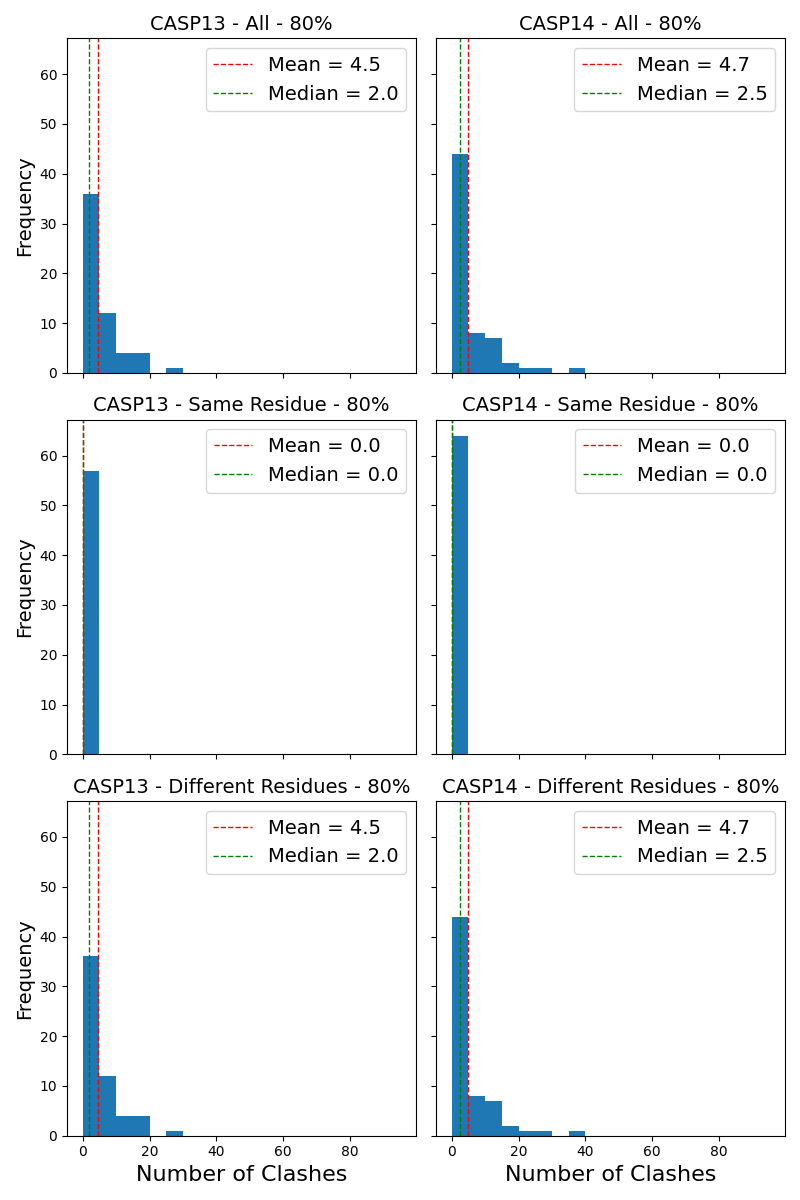 CASP13 - All - 80%
CASP14 - All - 80%
Mean = 4.5
Median = 2.0
Mean = 4.7
Median = 2.5
Frequency
60
50
40
30
20
10
0
CASP13 - Same Residue - 80%
CASP14 - Same Residue - 80%
Mean = 0.0
Median = 0.0
Mean = 0.0
Median = 0.0
Frequency
60
50
40
30
20
10
0
CASP13 - Different Residues - 80%
CASP14 - Different Residues - 80%
Mean = 4.5
Median = 2.0
Mean = 4.7
Median = 2.5
Frequency
60
50
40
30
20
10
0
0 20 40 60 80
0 20 40 60 80
Number of Clashes
Number of Clashes